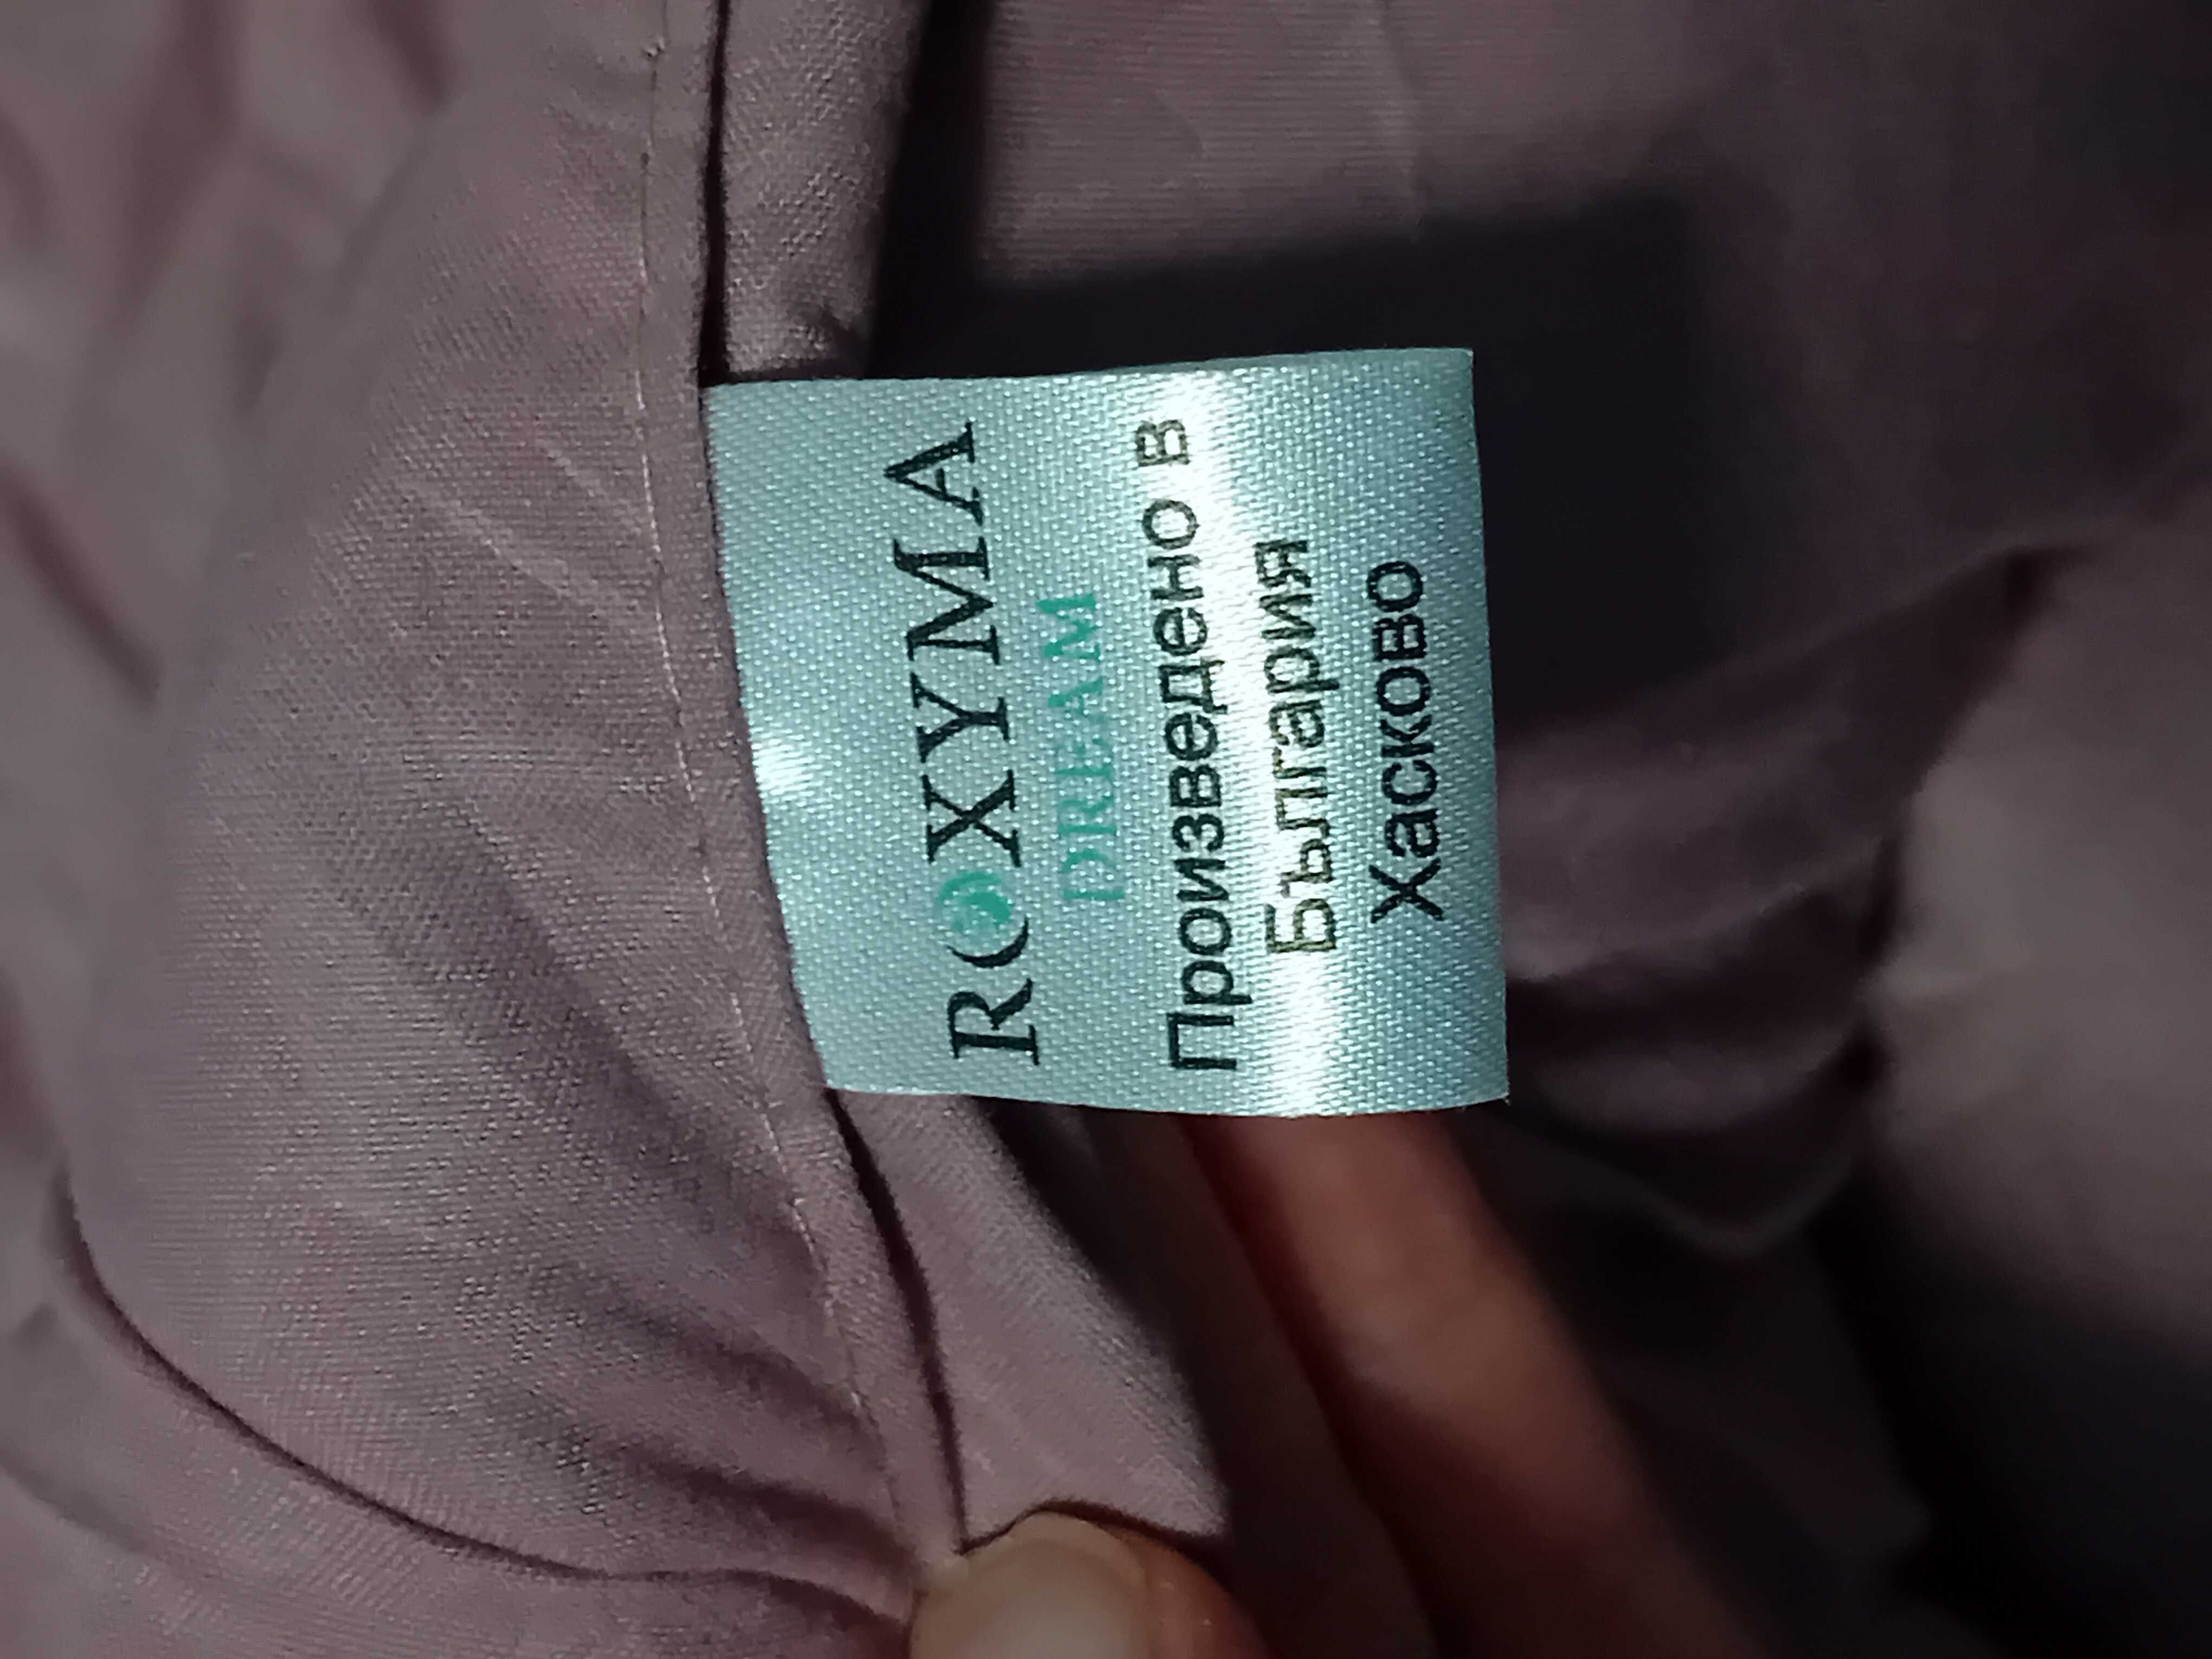 ROXYMA
DREAM
Произведено в
България
Хасково